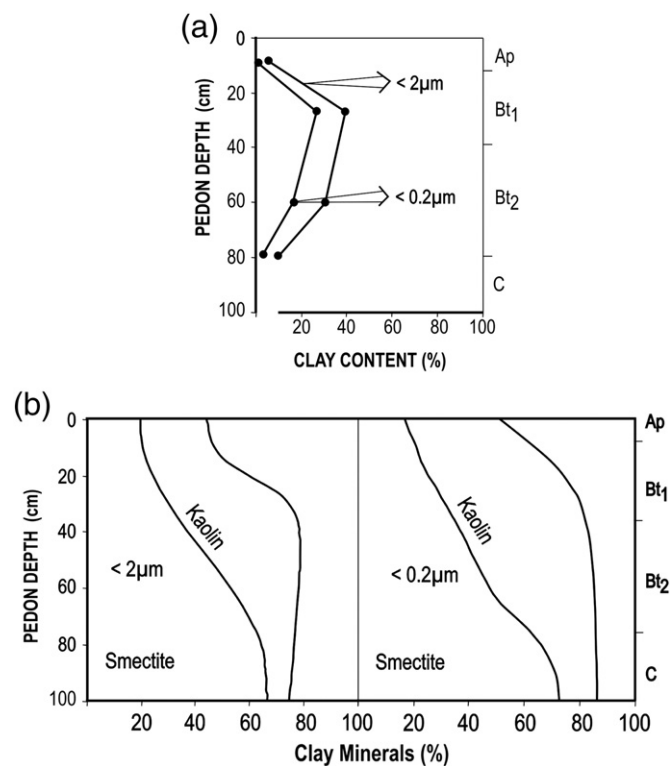 (a)
0
20
40
60
80
100
PEDON DEPTH (cm)
< 2µm
< 0.2µm
Ap
Bt1
Bt2
C
20 40 60 80 100
CLAY CONTENT (%)
(b)
0
20
40
60
80
100
PEDON DEPTH (cm)
Kaolin
< 2µm
Smectite
Kaolin
< 0.2µm
Smectite
Ap
Bt1
Bt2
C
20 40 60 80 100 20 40 60 80 100
Clay Minerals (%)